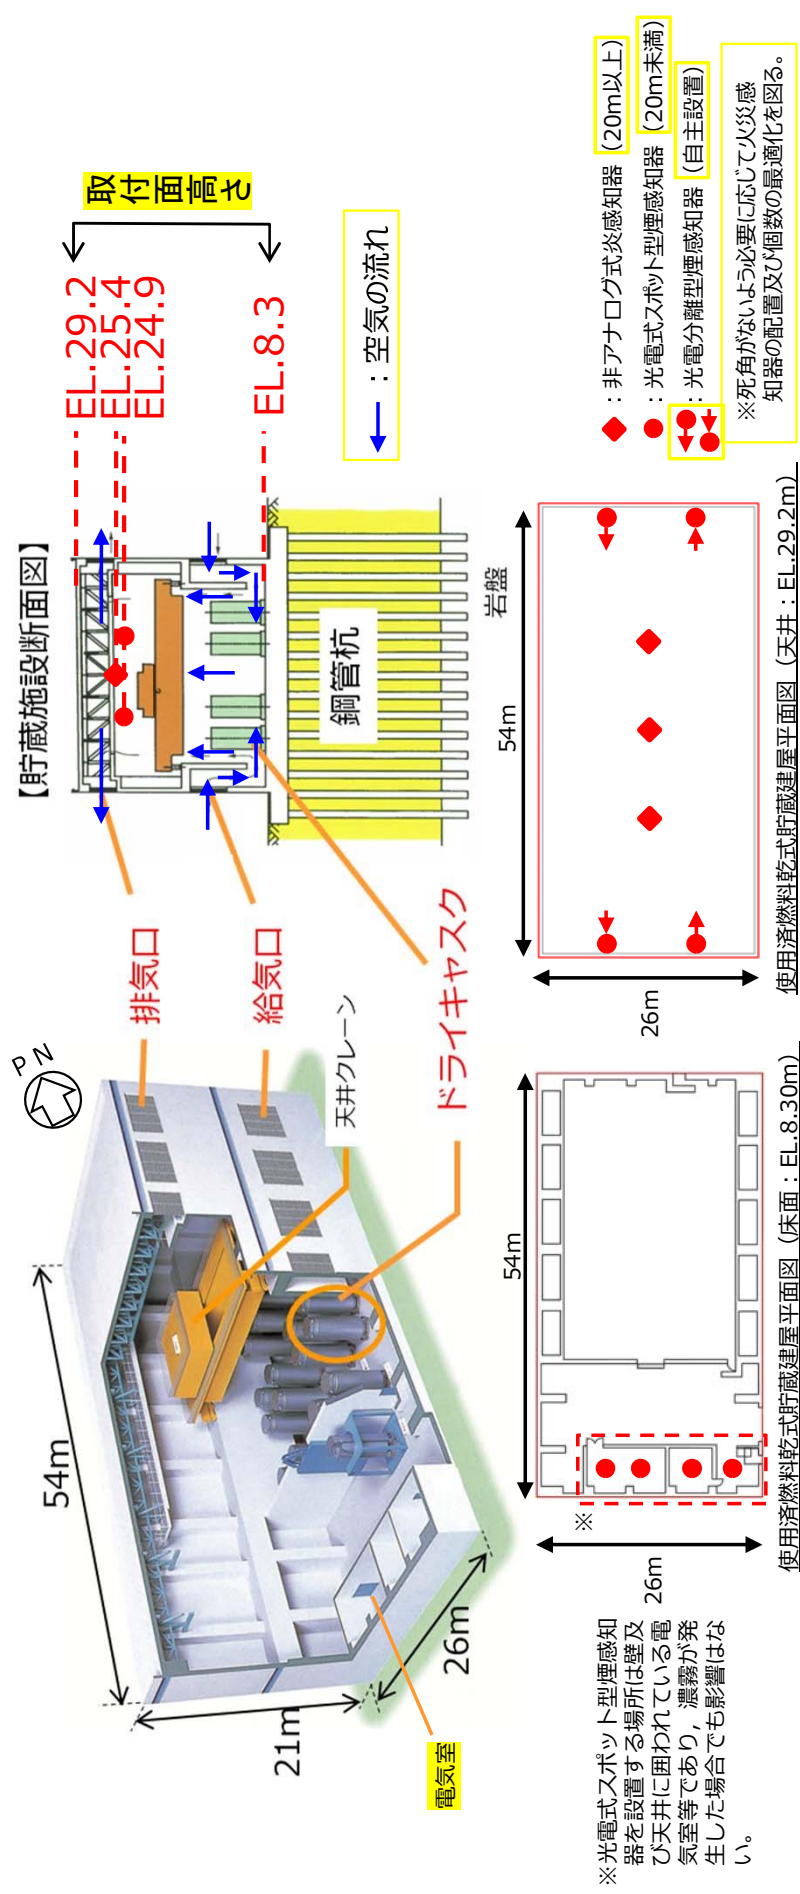 【貯蔵施設断面図】
取付面高さ
EL.29.2
EL.25.4
EL.24.9
EL.8.3
：空気の流れ
鋼管杭
岩盤
排気口
給気口
天井クレーン
ドライキャスク
PN
54m
21m
26m
電気室
※光電式スポット型煙感知
器を設置する場所は壁及
び天井に囲われている電
気室等であり，濃霧が発
生した場合でも影響はな
い。
※
54m
26m
使用済燃料乾式貯蔵建屋平面図（床面：EL.8.30m）
54m
26m
使用済燃料乾式貯蔵建屋平面図（天井：EL.29.2m）
：非アナログ式炎感知器（20m以上）
：光電式スポット型煙感知器（20m未満）
：光電分離型煙感知器（自主設置）
※死角がないよう必要に応じて火災感
知器の配置及び個数の最適化を図る。